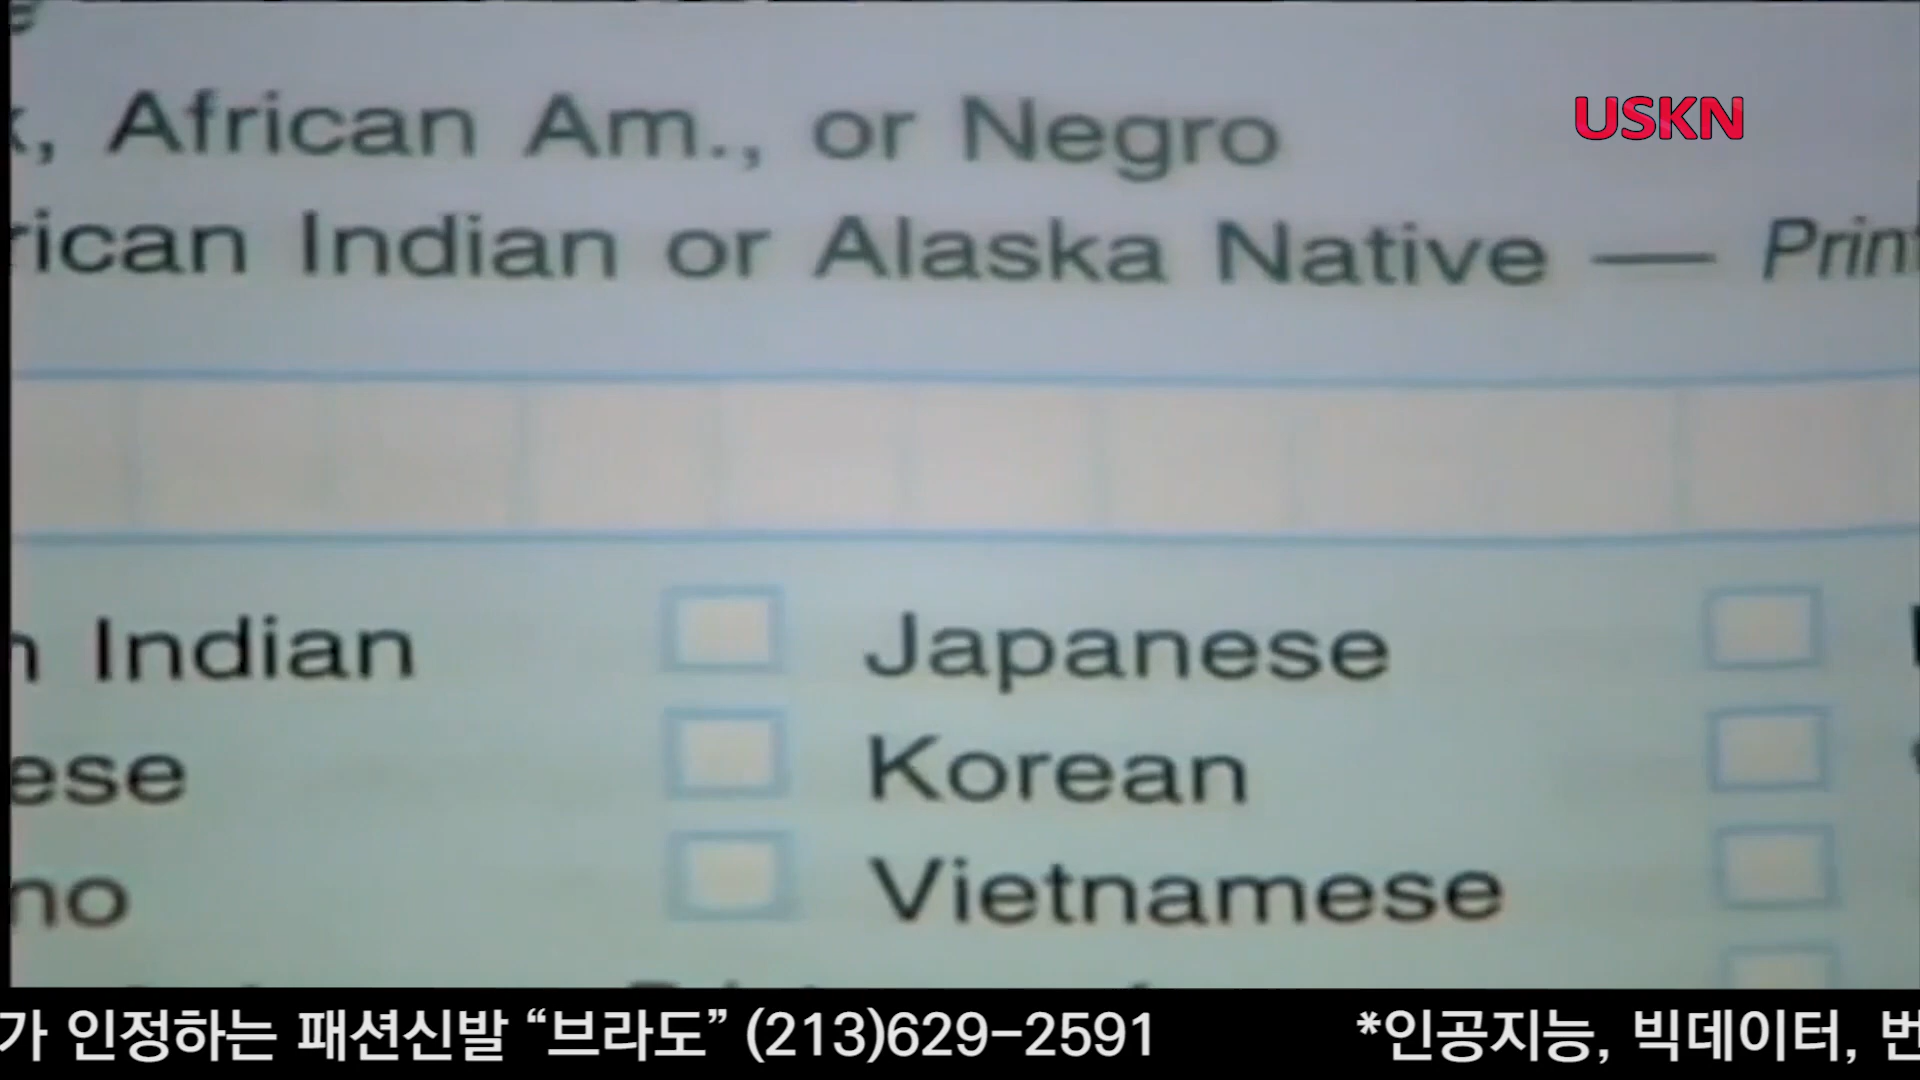 USKN
, African Am., or Negro
rican Indian or Alaska Native — Print
Indian
Japanese
ese
Korean
no
Vietnamese
가 인정하는 패션신발 “브라도” (213)629-2591 *인공지능, 빅데이터, 번